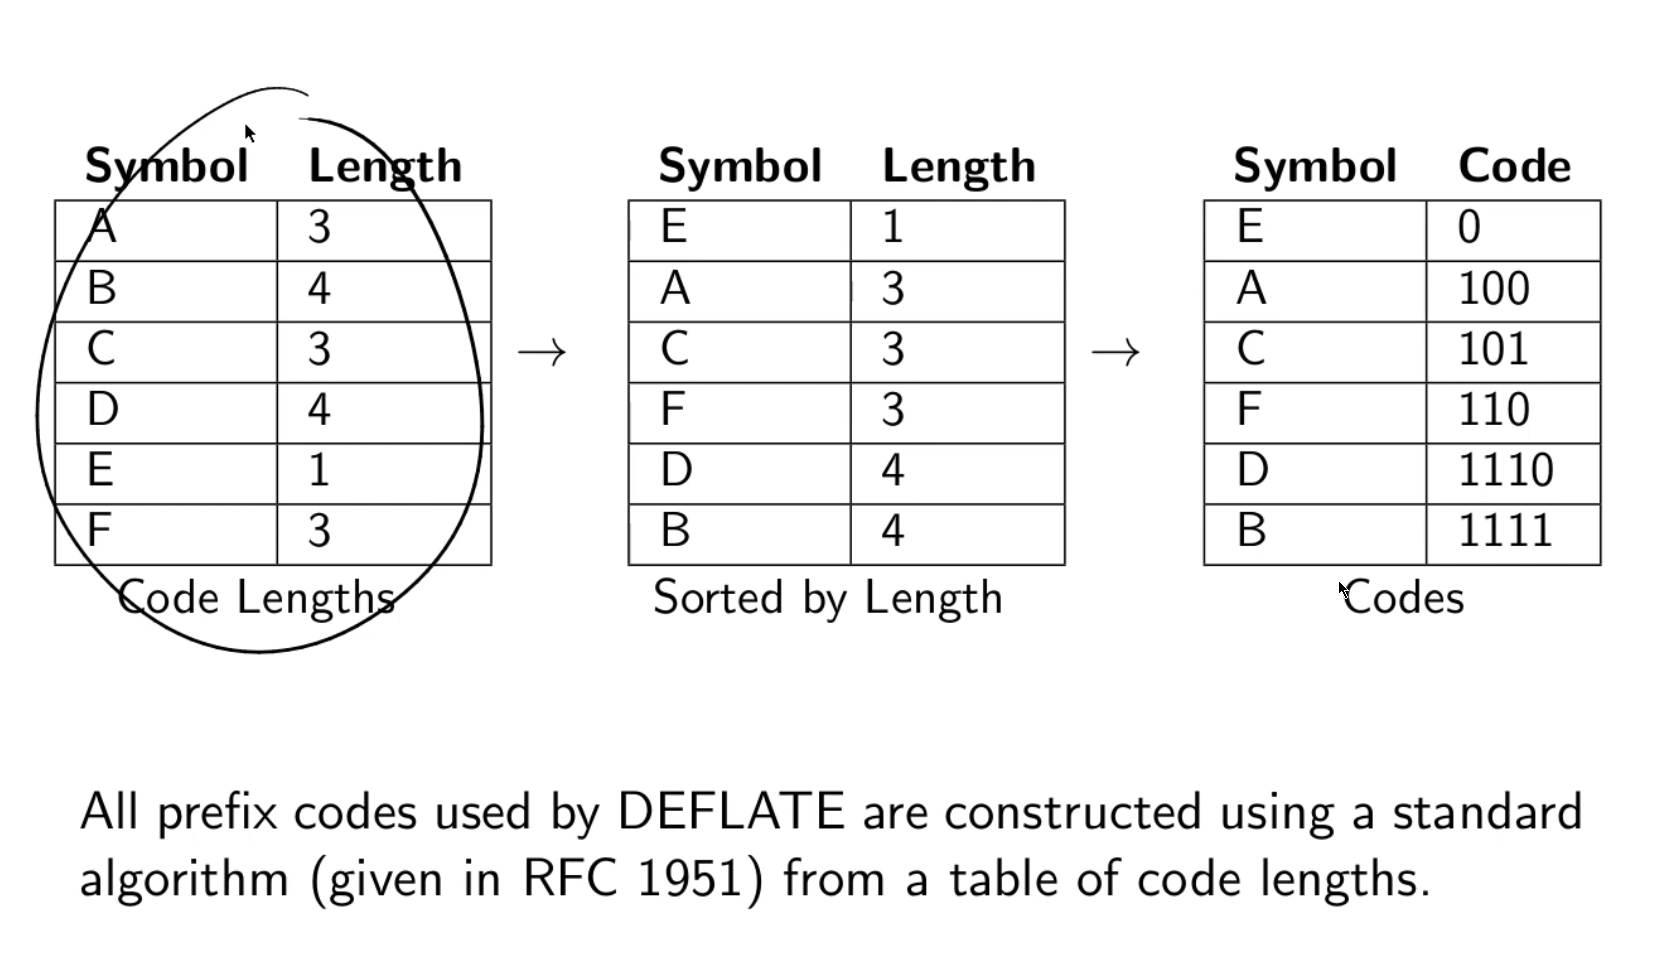 Symbol Length
A 3
B 4
C 3
D 4
E 1
F 3
Code Lengths
→
Symbol Length
E 1
A 3
C 3
F 3
D 4
B 4
Sorted by Length
→
Symbol Code
E 0
A 100
C 101
F 110
D 1110
B 1111
Codes
All prefix codes used by DEFLATE are constructed using a standard
algorithm (given in RFC 1951) from a table of code lengths.